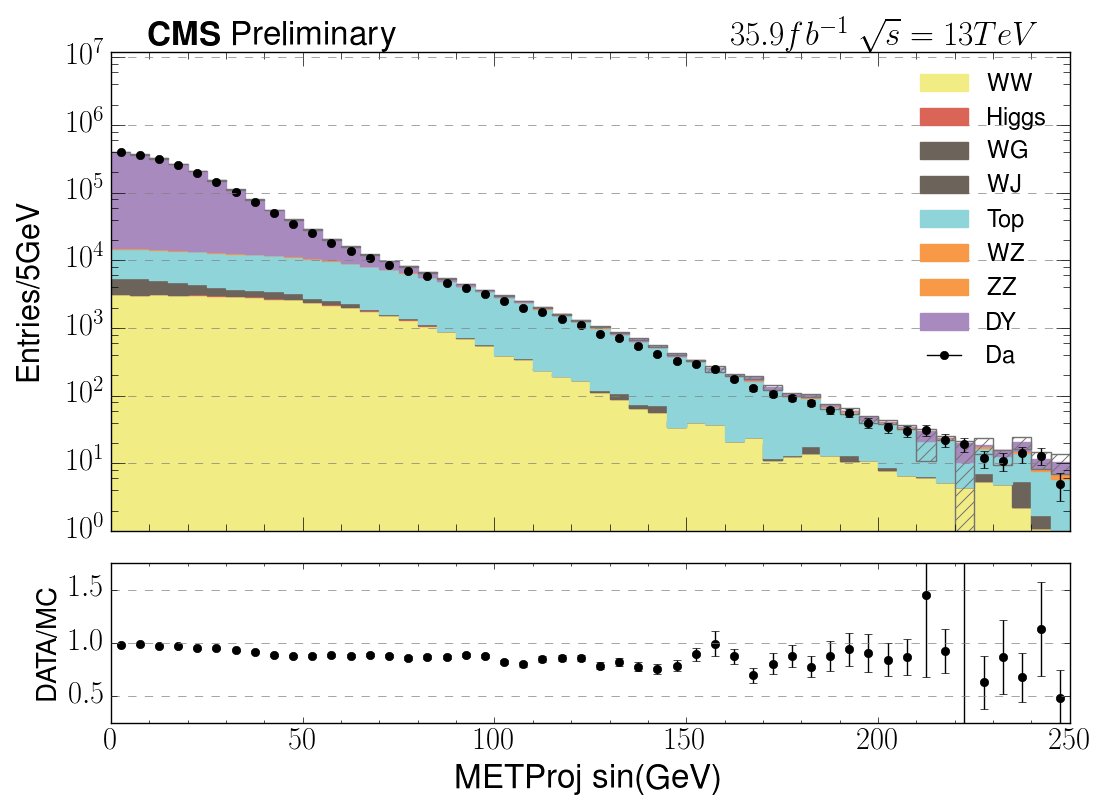 CMS Preliminary 35.9fb⁻¹ √s = 13TeV
10⁷
10⁶
10⁵
10⁴
10³
10²
10¹
10⁰
Entries/5GeV
WW
Higgs
WG
WJ
Top
WZ
ZZ
DY
Da
1.5
1.0
0.5
DATA/MC
0 50 100 150 200 250
METProj sin(GeV)